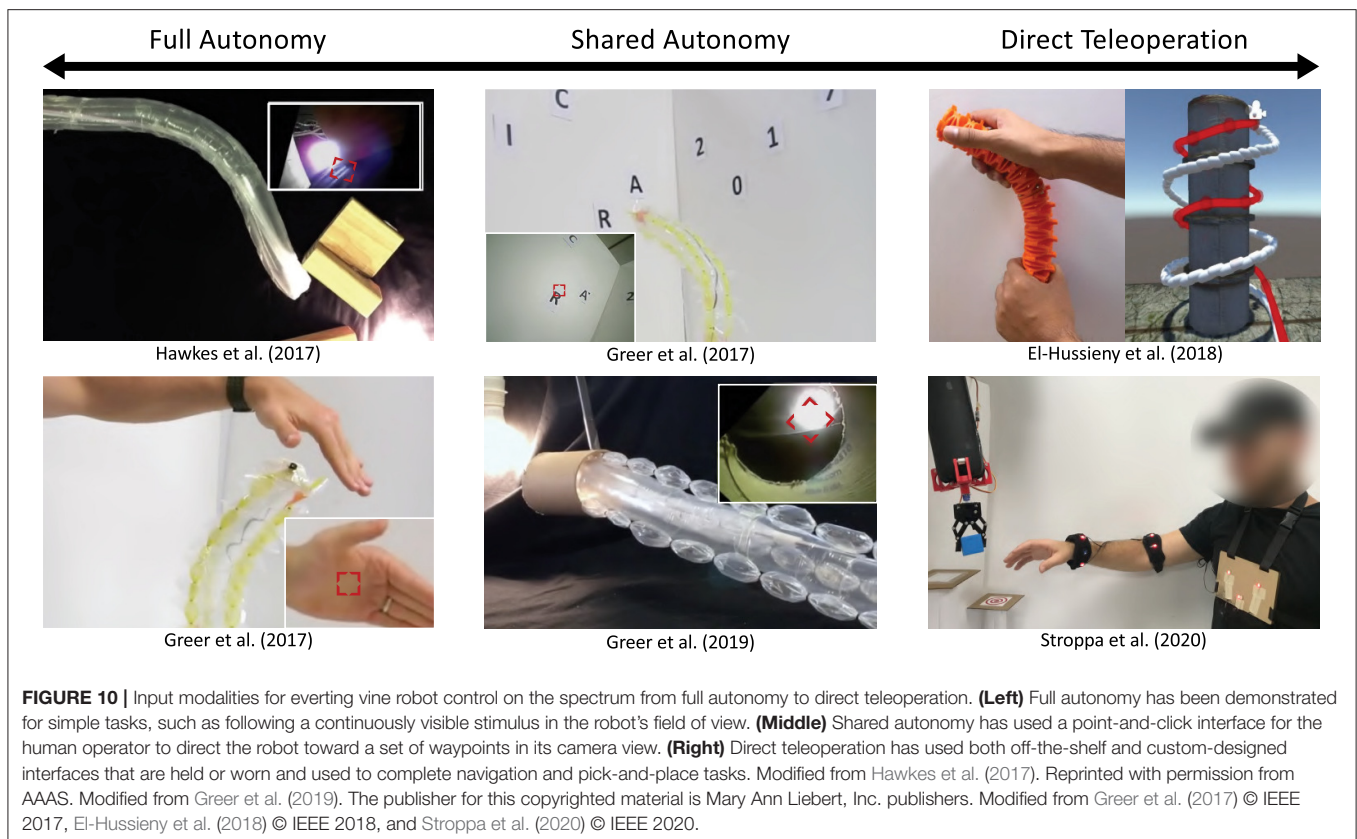 Full Autonomy
Shared Autonomy
Direct Teleoperation
C
I
2
1
7
A
0
R
C
R
A
2
Hawkes et al. (2017)
Greer et al. (2017)
El-Hussieny et al. (2018)
Greer et al. (2017)
Greer et al. (2019)
Stroppa et al. (2020)
FIGURE 10 | Input modalities for everting vine robot control on the spectrum from full autonomy to direct teleoperation. (Left) Full autonomy has been demonstrated
for simple tasks, such as following a continuously visible stimulus in the robot's field of view. (Middle) Shared autonomy has used a point-and-click interface for the
human operator to direct the robot toward a set of waypoints in its camera view. (Right) Direct teleoperation has used both off-the-shelf and custom-designed
interfaces that are held or worn and used to complete navigation and pick-and-place tasks. Modified from Hawkes et al. (2017). Reprinted with permission from
AAAS. Modified from Greer et al. (2019). The publisher for this copyrighted material is Mary Ann Liebert, Inc. publishers. Modified from Greer et al. (2017) © IEEE
2017, El-Hussieny et al. (2018) © IEEE 2018, and Stroppa et al. (2020) © IEEE 2020.